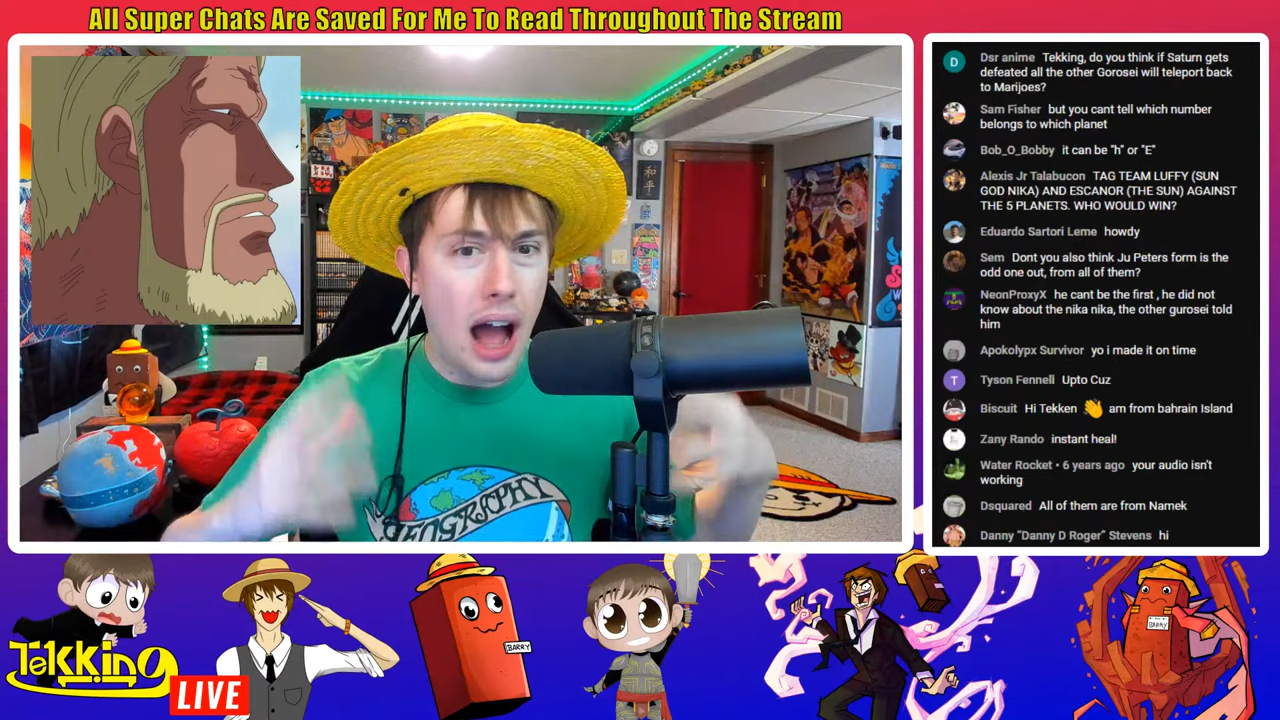 All Super Chats Are Saved For Me To Read Throughout The Stream
D
Dsr anime Tekking, do you think if Saturn gets
defeated all the other Gorosei will teleport back
to Marijoes?
Sam Fisher but you cant tell which number
belongs to which planet
Bob_O_Bobby it can be "h" or "E"
Alexis Jr Talabucon TAG TEAM LUFFY (SUN
GOD NIKA) AND ESCANOR (THE SUN) AGAINST
THE 5 PLANETS. WHO WOULD WIN?
Eduardo Sartori Leme howdy
Sem Dont you also think Ju Peters form is the
odd one out, from all of them?
NeonProxyX he cant be the first , he did not
know about the nika nika, the other gurosei told
him
Apokolypx Survivor yo i made it on time
T
Tyson Fennell Upto Cuz
Biscuit Hi Tekken 👋 am from bahrain Island
Zany Rando instant heal!
Water Rocket • 6 years ago your audio isn't
working
Dsquared All of them are from Namek
Danny "Danny D Roger" Stevens hi
和
平
GEOGRAPHY
TeKKinG
LIVE
BARRY
BARRY